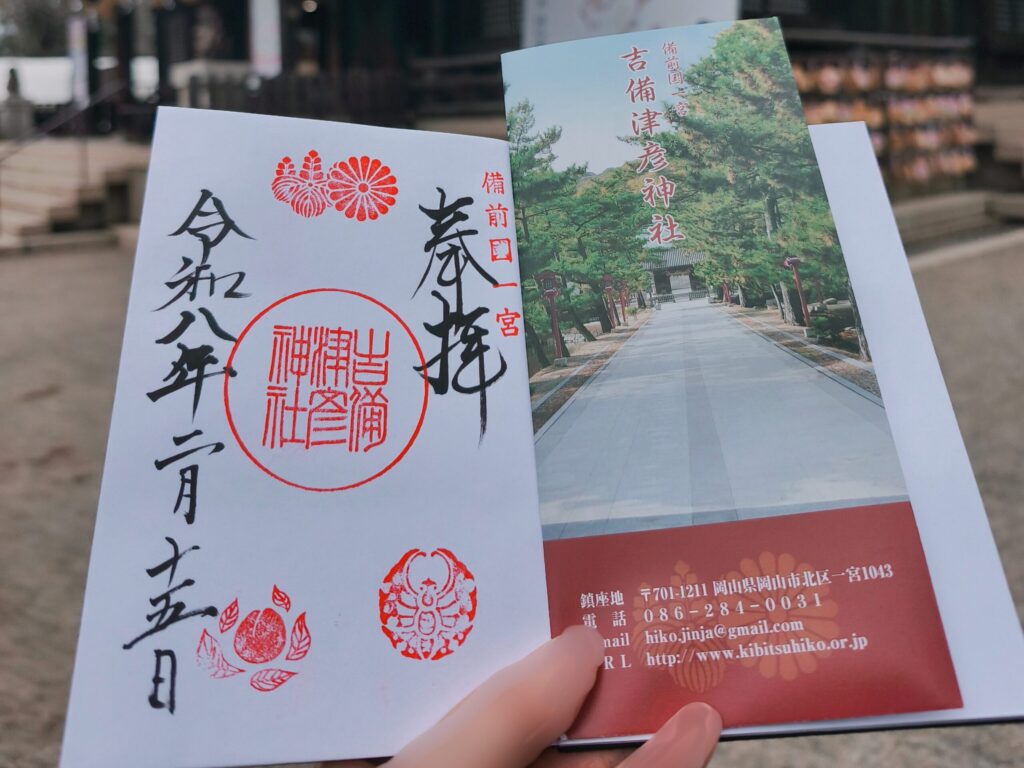 備前国一宮
奉拝
吉備
津彦
神社
令和八年二月十五日
備前国一宮
吉備津彦神社
鎮座地 〒701-1211 岡山県岡山市北区一宮1043
電話 086-284-0031
mail hiko.jinja@gmail.com
RL http://www.kibitsuhiko.or.jp